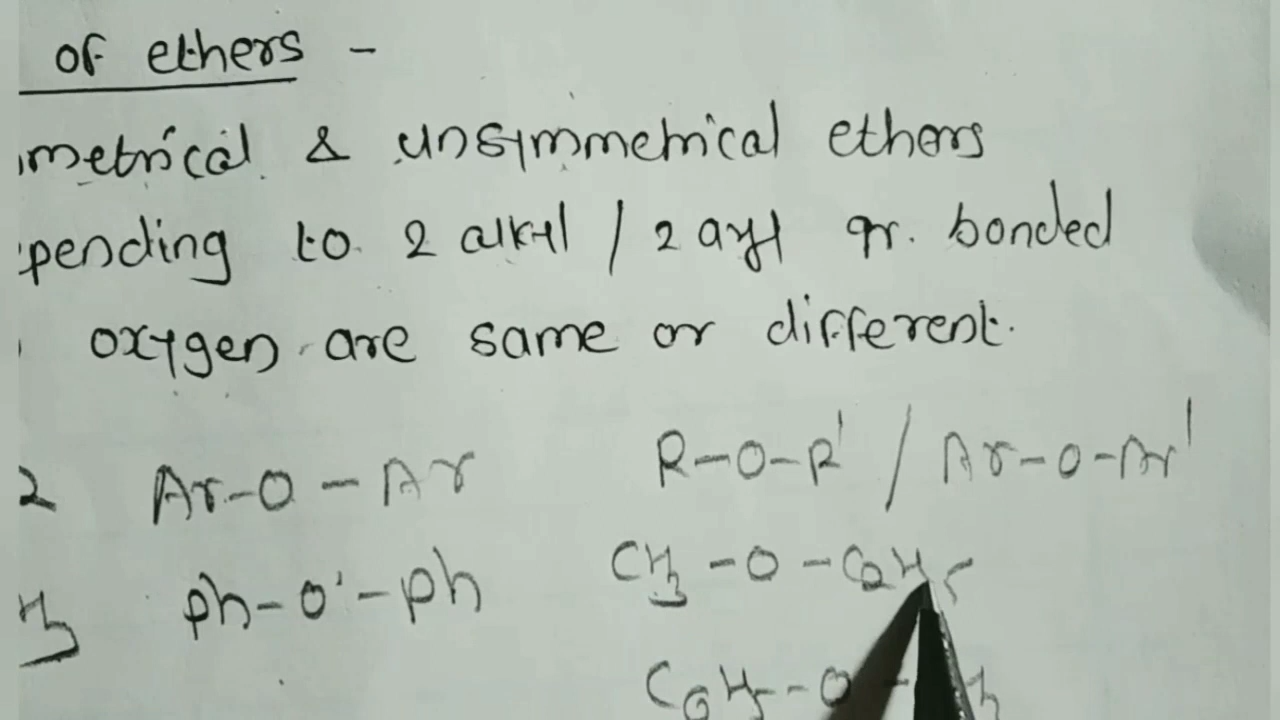 of ethers -
metrical & unsymmetrical ethers
pending to 2 alkyl / 2 aryl gr. bonded
oxygen are same or different.
2 Ar-O-Ar R-O-R' / Ar-O-Ar'
3 Ph-O-Ph CH3-O-C2H5
C6H5-O-